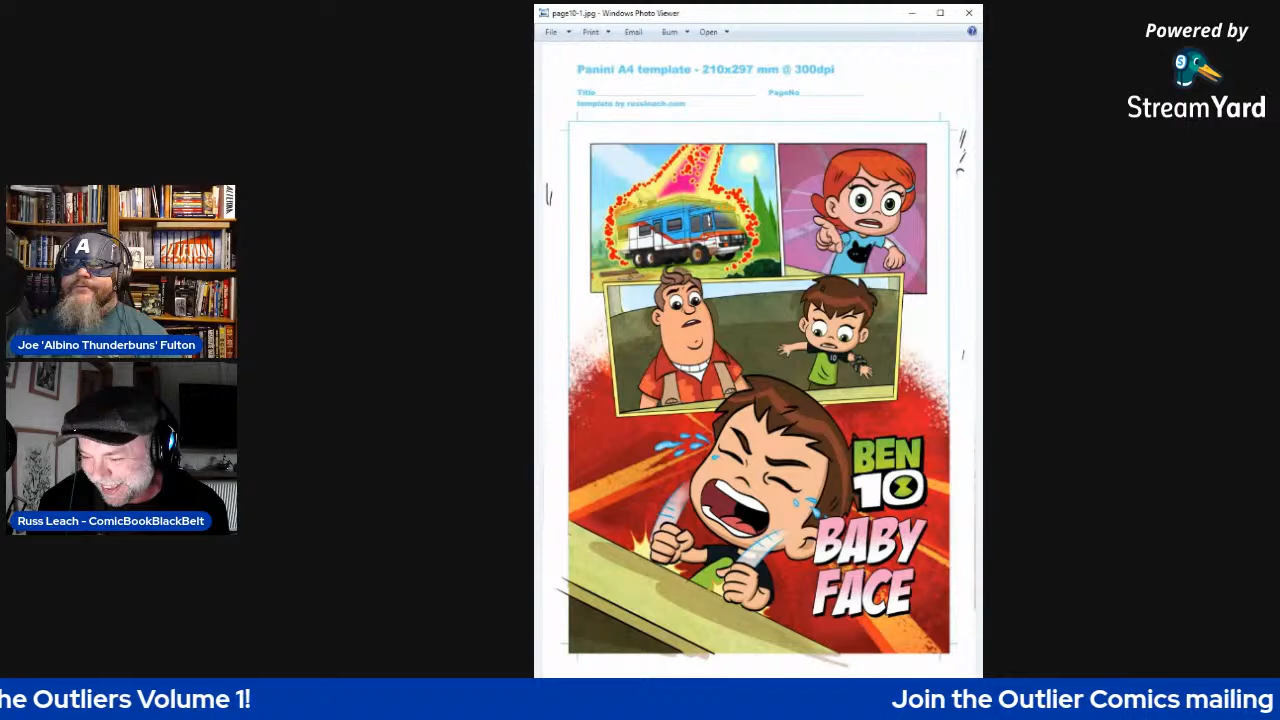 page10-1.jpg - Windows Photo Viewer
File Print Email Burn Open
Powered by
StreamYard
Panini A4 template - 210x297 mm @ 300dpi
Title PageNo
template by russleach.com
A
Joe 'Albino Thunderbuns' Fulton
Russ Leach - ComicBookBlackBelt
10
BEN
10
BABY
FACE
he Outliers Volume 1! Join the Outlier Comics mailing